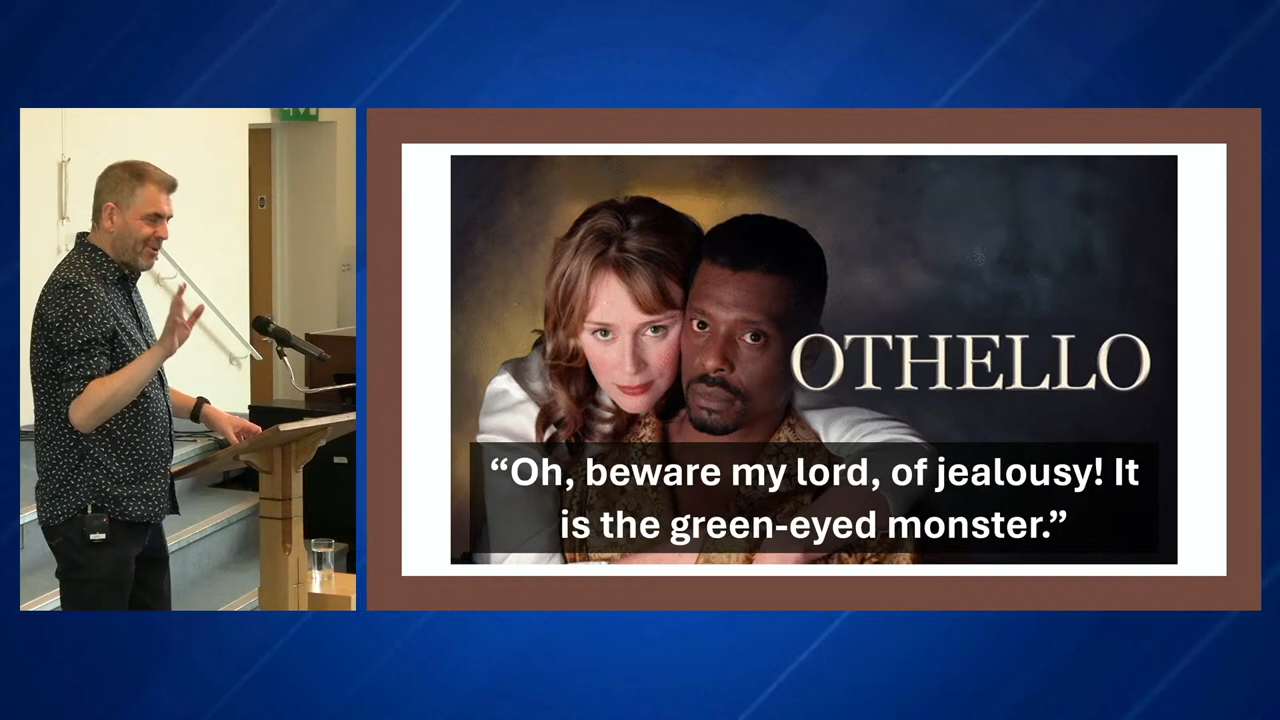 OTHELLO
“Oh, beware my lord, of jealousy! It
is the green-eyed monster.”